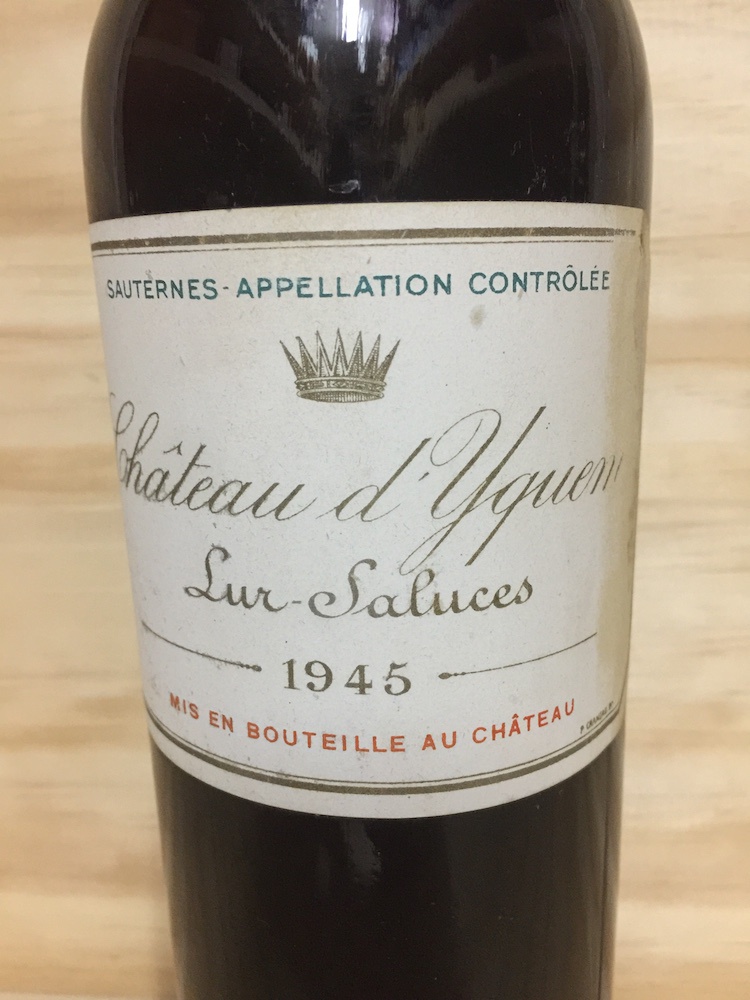 SAUTERNES-APPELLATION CONTRÔLÉE
Château d'Yquem
Lur-Saluces
1945
MIS EN BOUTEILLE AU CHÂTEAU